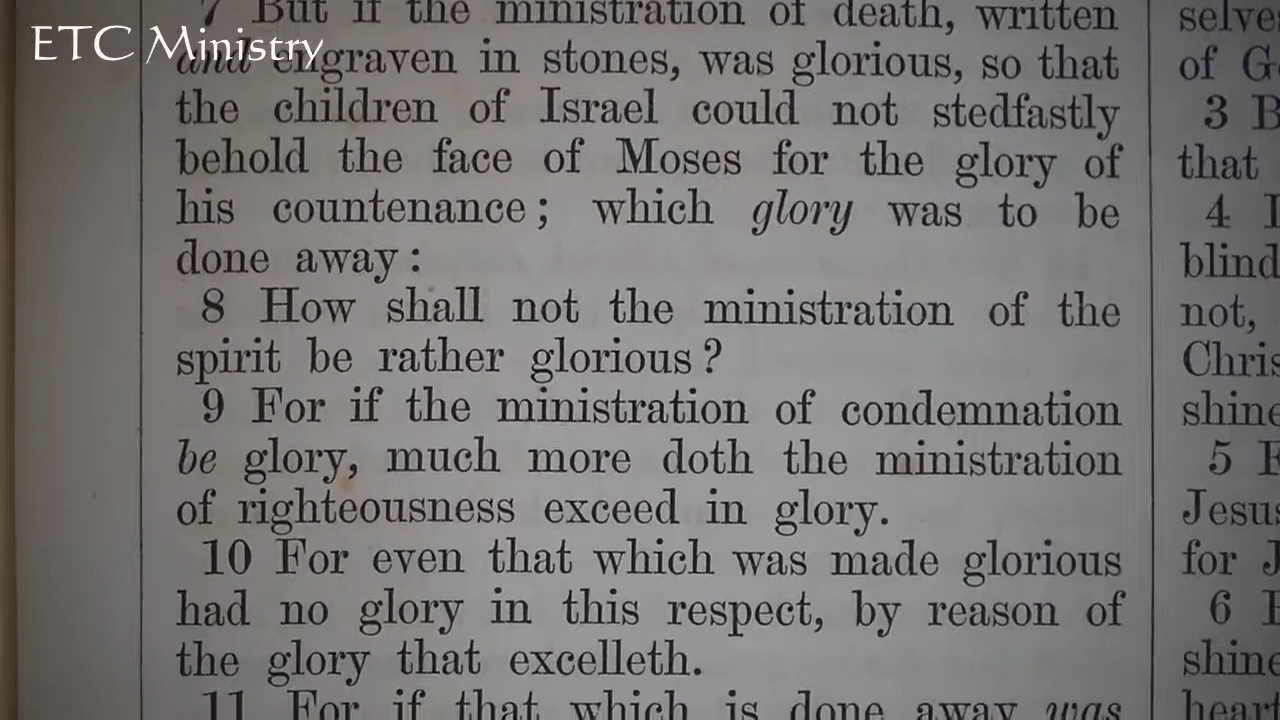 ETC Ministry
7 But if the ministration of death, written
and engraven in stones, was glorious, so that
the children of Israel could not stedfastly
behold the face of Moses for the glory of
his countenance; which glory was to be
done away:
8 How shall not the ministration of the
spirit be rather glorious?
9 For if the ministration of condemnation
be glory, much more doth the ministration
of righteousness exceed in glory.
10 For even that which was made glorious
had no glory in this respect, by reason of
the glory that excelleth.
11 For if that which is done away was
of
3
that
4
blind
not,
shine
5
for
6
shine